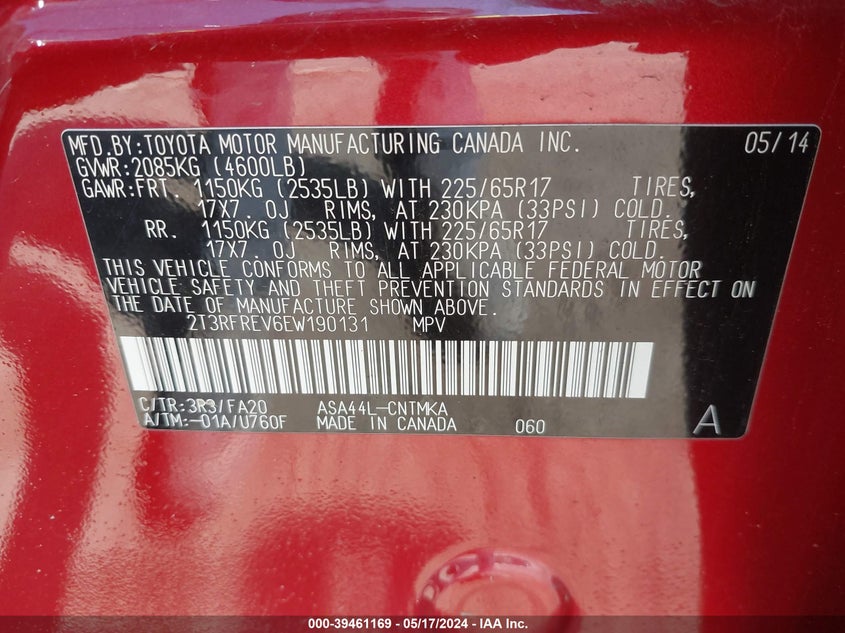 MFD.BY:TOYOTA MOTOR MANUFACTURING CANADA INC. 05/14
GVWR:2085KG (4600LB)
GAWR:FRT. 1150KG (2535LB) WITH 225/65R17 TIRES,
17X7.0J RIMS, AT 230KPA (33PSI) COLD.
RR. 1150KG (2535LB) WITH 225/65R17 TIRES,
17X7.0J RIMS, AT 230KPA (33PSI) COLD.
THIS VEHICLE CONFORMS TO ALL APPLICABLE FEDERAL MOTOR
VEHICLE SAFETY AND THEFT PREVENTION STANDARDS IN EFFECT ON
THE DATE OF MANUFACTURE SHOWN ABOVE.
2T3RFREV6EW190131 MPV
C/TR:3R3/FA20 ASA44L-CNTMKA
A/TM:-01A/U760F MADE IN CANADA 060 A
000-39461169 - 05/17/2024 - IAA Inc.